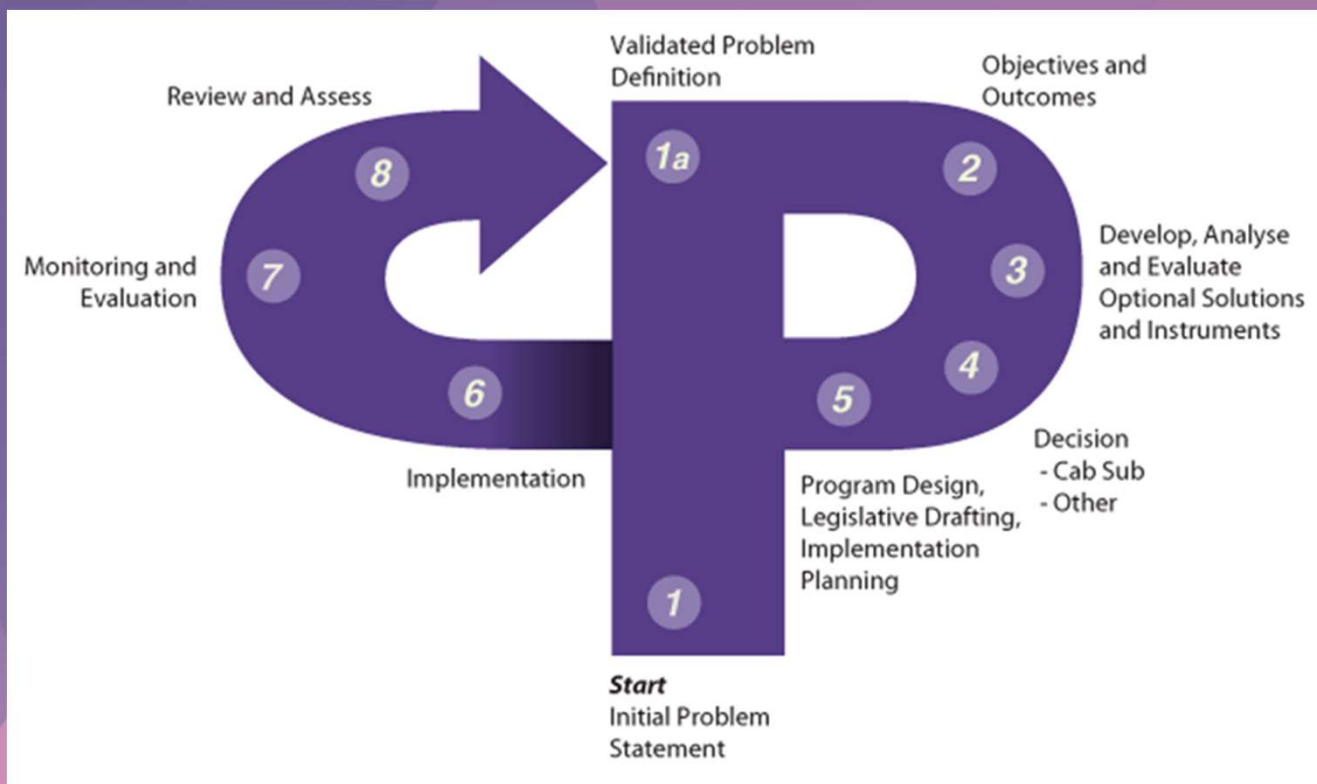 Validated Problem
Definition
Objectives and
Outcomes
Review and Assess
1a
2
8
Develop, Analyse
and Evaluate
Optional Solutions
and Instruments
3
Monitoring and
Evaluation
7
4
5
6
Decision
- Cab Sub
- Other
Implementation
Program Design,
Legislative Drafting,
Implementation
Planning
1
Start
Initial Problem
Statement